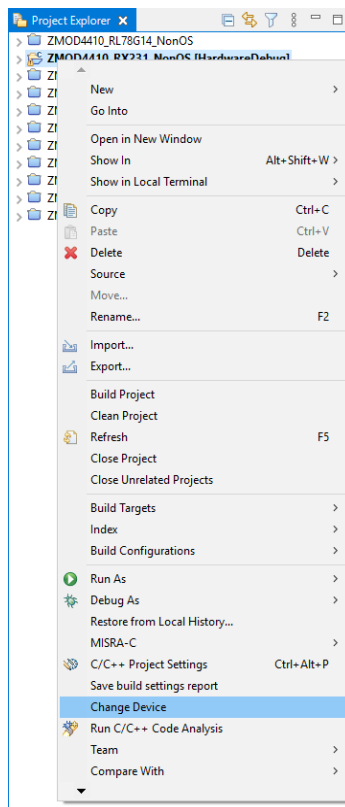 Project Explorer
ZMOD4410_RL78G14_NonOS
ZMOD4410_RX231_NonOS [HardwareDebug]
New
Go Into
Open in New Window
Show In Alt+Shift+W
Show in Local Terminal
Copy Ctrl+C
Paste Ctrl+V
Delete Delete
Source
Move...
Rename... F2
Import...
Export...
Build Project
Clean Project
Refresh F5
Close Project
Close Unrelated Projects
Build Targets
Index
Build Configurations
Run As
Debug As
Restore from Local History...
MISRA-C
C/C++ Project Settings Ctrl+Alt+P
Save build settings report
Change Device
Run C/C++ Code Analysis
Team
Compare With